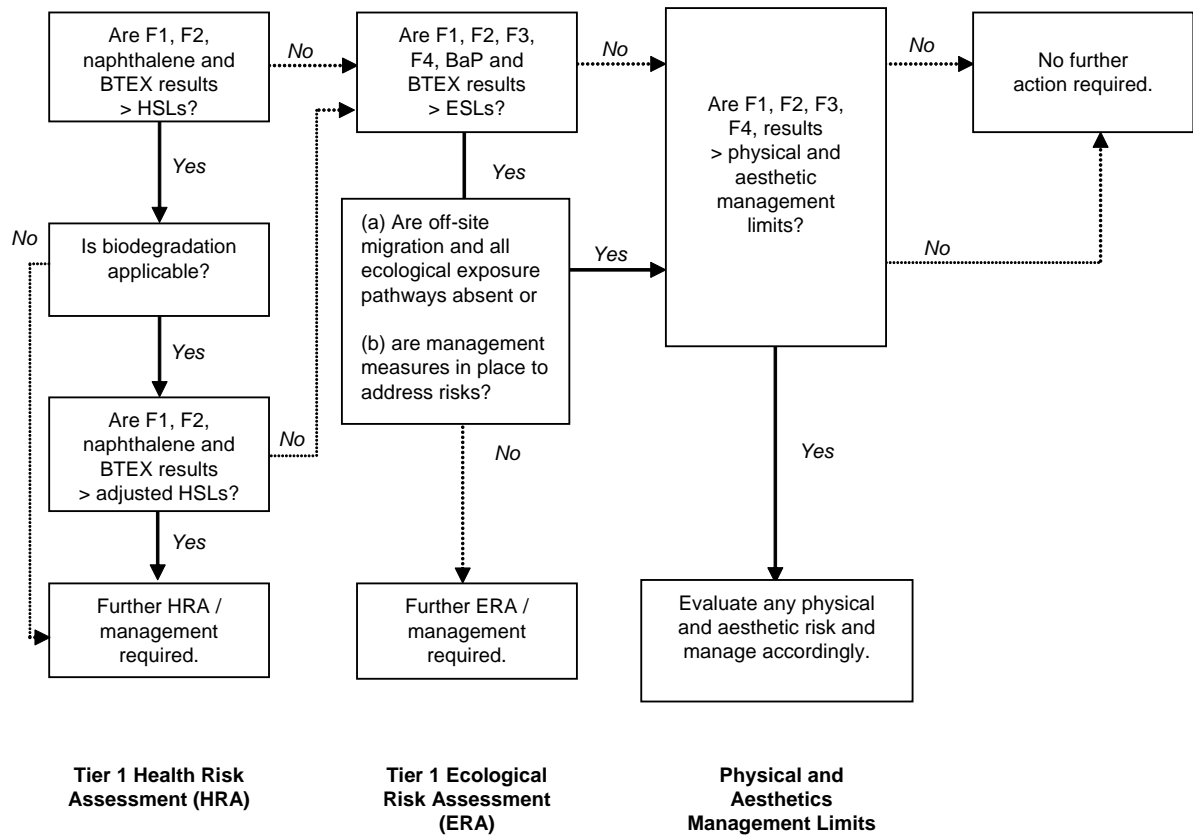 Are F1, F2,
naphthalene and
BTEX results
> HSLs?
No
Yes
Is biodegradation
applicable?
No
Yes
Are F1, F2,
naphthalene and
BTEX results
> adjusted HSLs?
No
Yes
Further HRA /
management
required.
Are F1, F2, F3,
F4, BaP and
BTEX results
> ESLs?
No
Yes
(a) Are off-site
migration and all
ecological exposure
pathways absent or
(b) are management
measures in place to
address risks?
Yes
No
Further ERA /
management
required.
Are F1, F2, F3,
F4, results
> physical and
aesthetic
management
limits?
No
No
Yes
No further
action required.
Evaluate any physical
and aesthetic risk and
manage accordingly.
Tier 1 Health Risk
Assessment (HRA)
Tier 1 Ecological
Risk Assessment
(ERA)
Physical and
Aesthetics
Management Limits